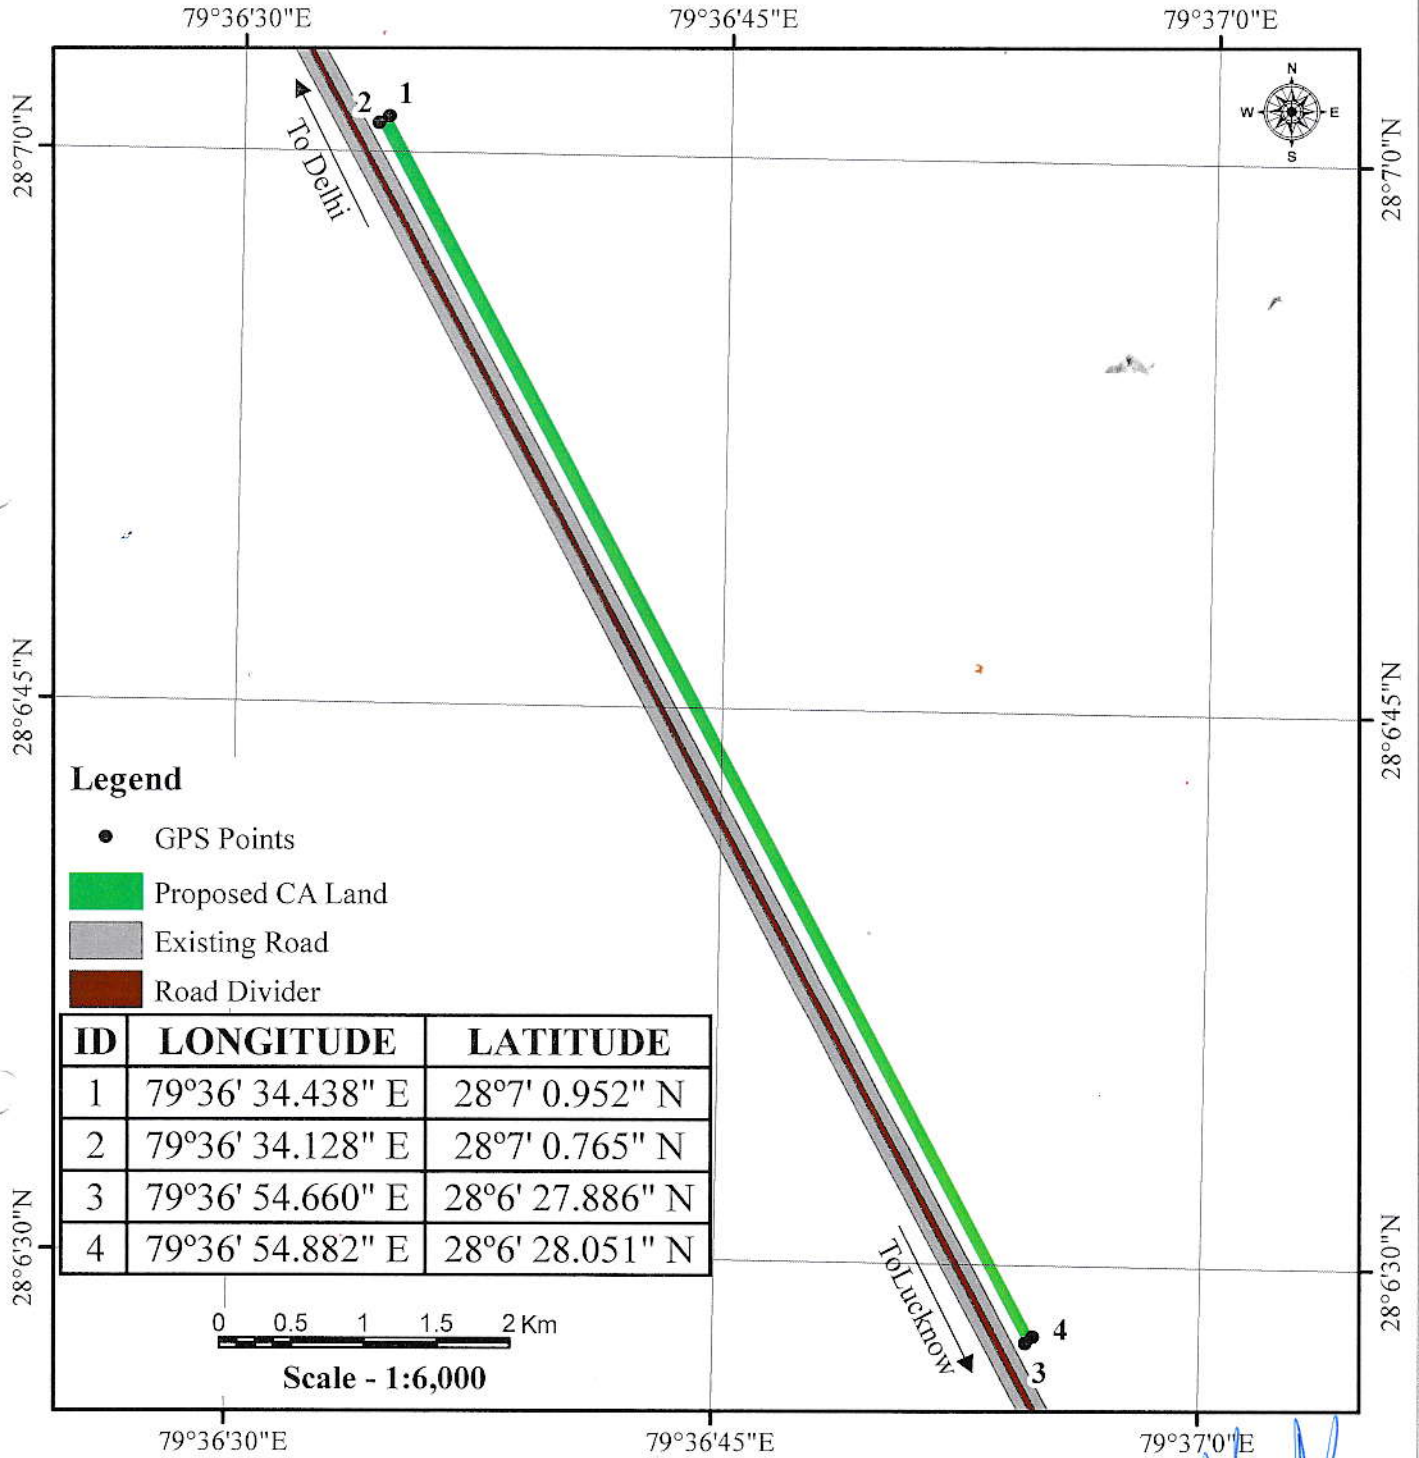 79°36'30"E 79°36'45"E 79°37'0"E
N
W E
S
28°7'0"N
28°7'0"N
2 1
To Delhi
28°6'45"N
28°6'45"N
Legend
GPS Points
Proposed CA Land
Existing Road
Road Divider
ID LONGITUDE LATITUDE
1 79°36' 34.438" E 28°7' 0.952" N
2 79°36' 34.128" E 28°7' 0.765" N
3 79°36' 54.660" E 28°6' 27.886" N
4 79°36' 54.882" E 28°6' 28.051" N
28°6'30"N
28°6'30"N
ToLucknow
4
3
0 0.5 1 1.5 2 Km
Scale - 1:6,000
79°36'30"E 79°36'45"E 79°37'0"E